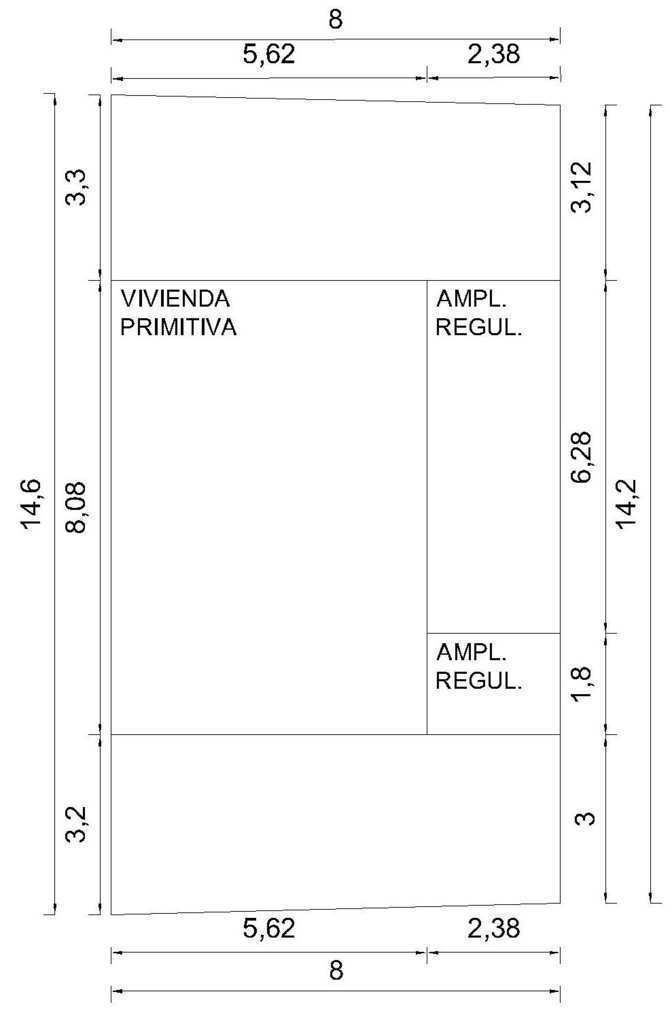 8
5,62
2,38
3,3
3,12
VIVIENDA
PRIMITIVA
AMPL.
REGUL.
14,6
8,08
6,28
14,2
AMPL.
REGUL.
1,8
3,2
3
5,62
2,38
8